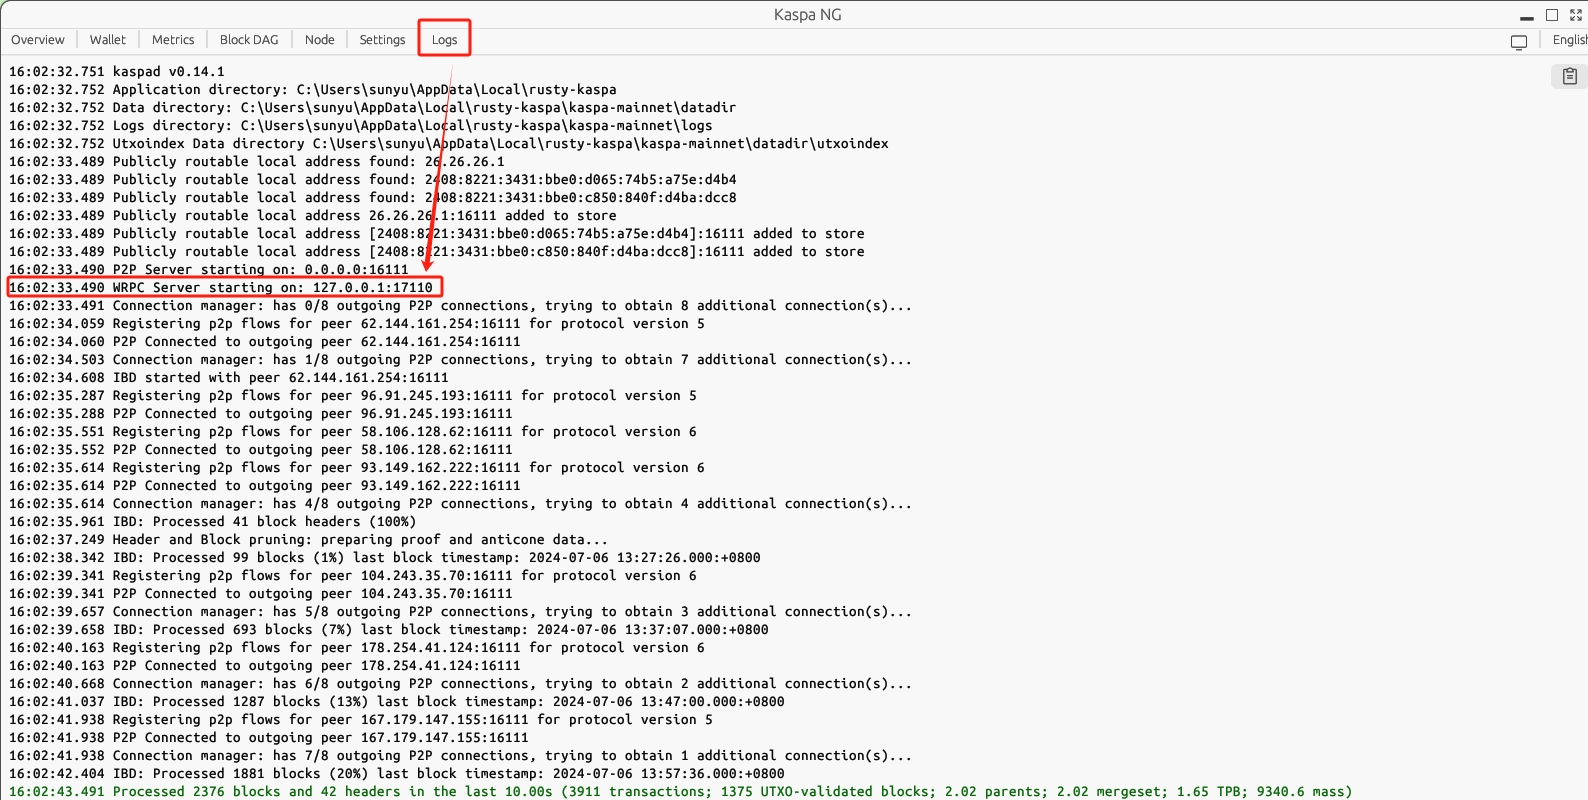 Kaspa NG
Overview Wallet Metrics Block DAG Node Settings Logs English
16:02:32.751 kaspad v0.14.1
16:02:32.752 Application directory: C:\Users\sunyu\AppData\Local\rusty-kaspa
16:02:32.752 Data directory: C:\Users\sunyu\AppData\Local\rusty-kaspa\kaspa-mainnet\datadir
16:02:32.752 Logs directory: C:\Users\sunyu\AppData\Local\rusty-kaspa\kaspa-mainnet\logs
16:02:32.752 Utxoindex Data directory C:\Users\sunyu\AppData\Local\rusty-kaspa\kaspa-mainnet\datadir\utxoindex
16:02:33.489 Publicly routable local address found: 26.26.26.1
16:02:33.489 Publicly routable local address found: 2408:8221:3431:bbe0:d065:74b5:a75e:d4b4
16:02:33.489 Publicly routable local address found: 2408:8221:3431:bbe0:c850:840f:d4ba:dcc8
16:02:33.489 Publicly routable local address 26.26.26.1:16111 added to store
16:02:33.489 Publicly routable local address [2408:8221:3431:bbe0:d065:74b5:a75e:d4b4]:16111 added to store
16:02:33.489 Publicly routable local address [2408:8221:3431:bbe0:c850:840f:d4ba:dcc8]:16111 added to store
16:02:33.490 P2P Server starting on: 0.0.0.0:16111
16:02:33.490 WRPC Server starting on: 127.0.0.1:17110
16:02:33.491 Connection manager: has 0/8 outgoing P2P connections, trying to obtain 8 additional connection(s)...
16:02:34.059 Registering p2p flows for peer 62.144.161.254:16111 for protocol version 5
16:02:34.060 P2P Connected to outgoing peer 62.144.161.254:16111
16:02:34.503 Connection manager: has 1/8 outgoing P2P connections, trying to obtain 7 additional connection(s)...
16:02:34.608 IBD started with peer 62.144.161.254:16111
16:02:35.287 Registering p2p flows for peer 96.91.245.193:16111 for protocol version 5
16:02:35.288 P2P Connected to outgoing peer 96.91.245.193:16111
16:02:35.551 Registering p2p flows for peer 58.106.128.62:16111 for protocol version 6
16:02:35.552 P2P Connected to outgoing peer 58.106.128.62:16111
16:02:35.614 Registering p2p flows for peer 93.149.162.222:16111 for protocol version 6
16:02:35.614 P2P Connected to outgoing peer 93.149.162.222:16111
16:02:35.614 Connection manager: has 4/8 outgoing P2P connections, trying to obtain 4 additional connection(s)...
16:02:35.961 IBD: Processed 41 block headers (100%)
16:02:37.249 Header and Block pruning: preparing proof and anticone data...
16:02:38.342 IBD: Processed 99 blocks (1%) last block timestamp: 2024-07-06 13:27:26.000:+0800
16:02:39.341 Registering p2p flows for peer 104.243.35.70:16111 for protocol version 6
16:02:39.341 P2P Connected to outgoing peer 104.243.35.70:16111
16:02:39.657 Connection manager: has 5/8 outgoing P2P connections, trying to obtain 3 additional connection(s)...
16:02:39.658 IBD: Processed 693 blocks (7%) last block timestamp: 2024-07-06 13:37:07.000:+0800
16:02:40.163 Registering p2p flows for peer 178.254.41.124:16111 for protocol version 6
16:02:40.163 P2P Connected to outgoing peer 178.254.41.124:16111
16:02:40.668 Connection manager: has 6/8 outgoing P2P connections, trying to obtain 2 additional connection(s)...
16:02:41.037 IBD: Processed 1287 blocks (13%) last block timestamp: 2024-07-06 13:47:00.000:+0800
16:02:41.938 Registering p2p flows for peer 167.179.147.155:16111 for protocol version 5
16:02:41.938 P2P Connected to outgoing peer 167.179.147.155:16111
16:02:41.938 Connection manager: has 7/8 outgoing P2P connections, trying to obtain 1 additional connection(s)...
16:02:42.404 IBD: Processed 1881 blocks (20%) last block timestamp: 2024-07-06 13:57:36.000:+0800
16:02:43.491 Processed 2376 blocks and 42 headers in the last 10.00s (3911 transactions; 1375 UTXO-validated blocks; 2.02 parents; 2.02 mergeset; 1.65 TPB; 9340.6 mass)